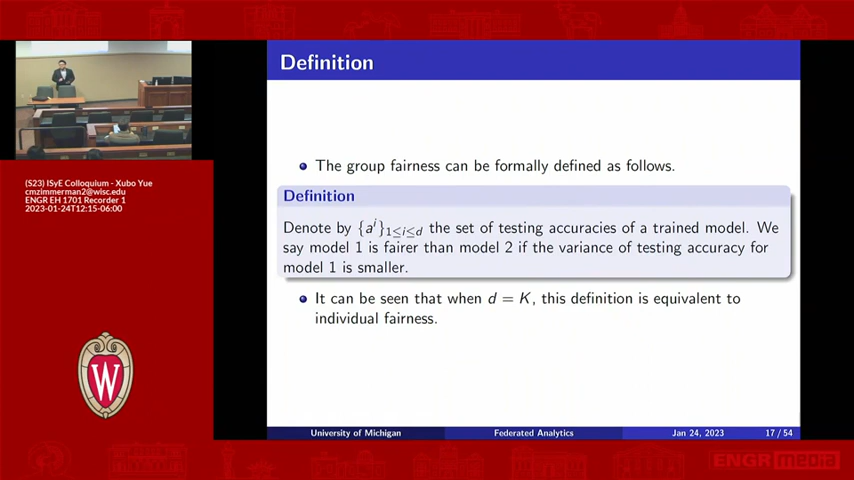 Definition
The group fairness can be formally defined as follows.
Definition
Denote by {a^i}_{1≤i≤d} the set of testing accuracies of a trained model. We
say model 1 is fairer than model 2 if the variance of testing accuracy for
model 1 is smaller.
It can be seen that when d = K, this definition is equivalent to
individual fairness.
University of Michigan
Federated Analytics
Jan 24, 2023
17 / 54
(S23) ISyE Colloquium - Xubo Yue
cmzimmerman2@wisc.edu
ENGR EH 1701 Recorder 1
2023-01-24T12:15-06:00
W
ENGR media